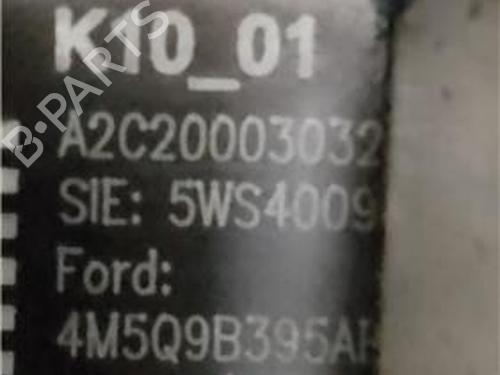 K10_01
A2C20003032
SIE: 5WS4009
Ford:
4M5Q9B395A
B-PARTS